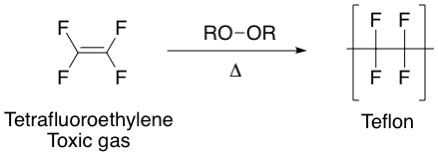 F F RO–OR F F
F F Δ F F
Tetrafluoroethylene
Toxic gas
Teflon